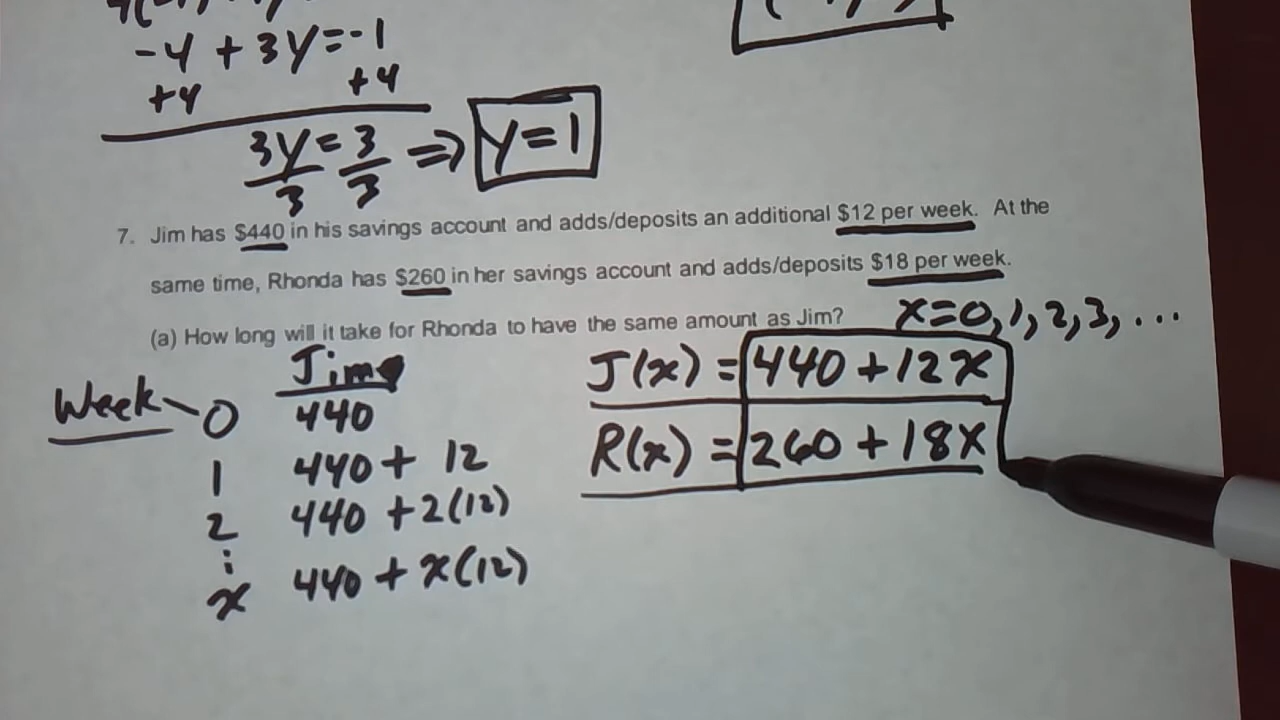 -4 + 3y = -1
+4 +4
3y = 3 ⇒ y = 1
3 3
7. Jim has $440 in his savings account and adds/deposits an additional $12 per week. At the
same time, Rhonda has $260 in her savings account and adds/deposits $18 per week.
(a) How long will it take for Rhonda to have the same amount as Jim?
x = 0, 1, 2, 3, ...
Jim
Week 0 440
1 440 + 12
2 440 + 2(12)
⋮
x 440 + x(12)
J(x) = 440 + 12x
R(x) = 260 + 18x